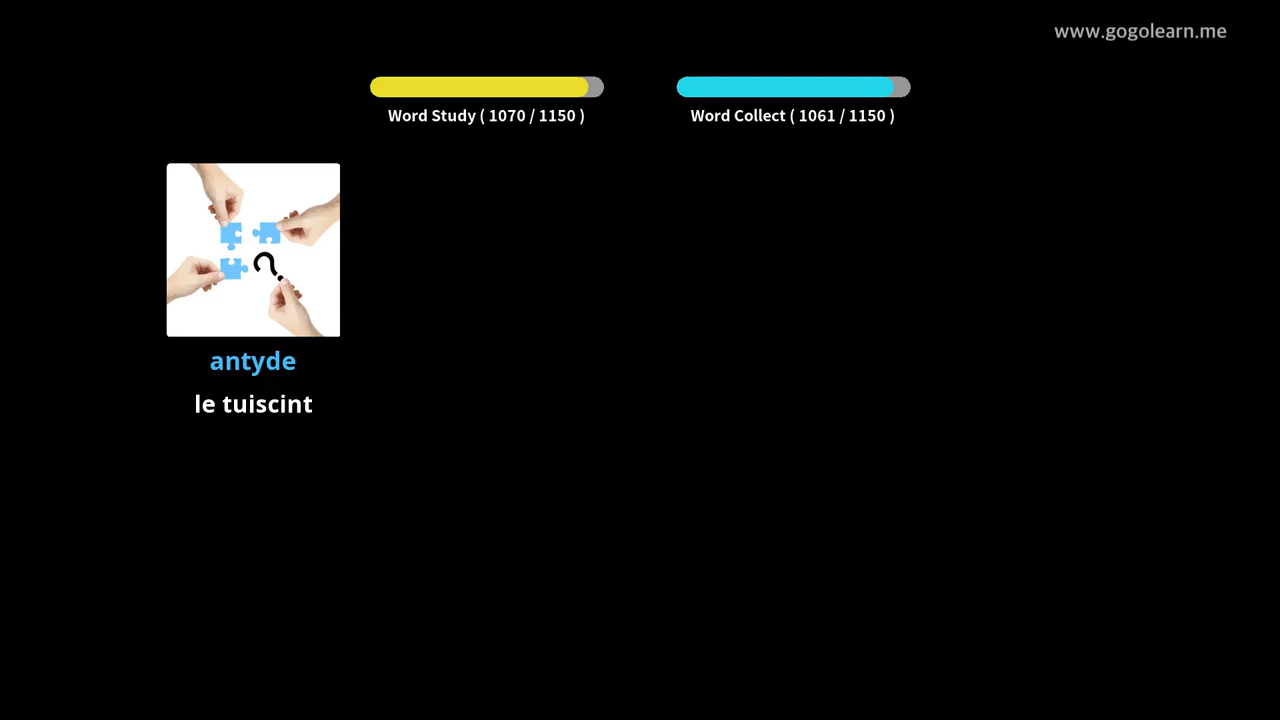 www.gogolearn.me
Word Study ( 1070 / 1150 )
Word Collect ( 1061 / 1150 )
antyde
le tuiscint